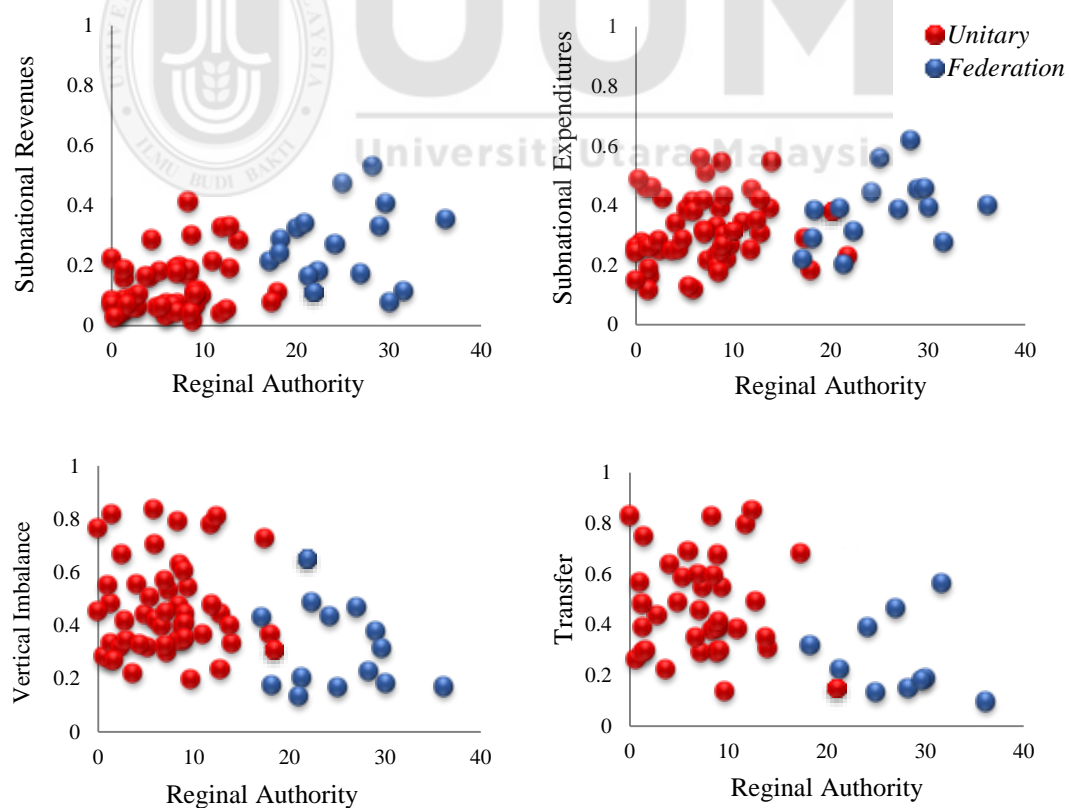 Subnational Revenues
1
0.8
0.6
0.4
0.2
0
0 10 20 30 40
Reginal Authority
Subnational Expenditures
1
0.8
0.6
0.4
0.2
0
0 10 20 30 40
Reginal Authority
Unitary
Federation
UUM
Universiti Utara Malaysia
ILMU BUDI BAKTI
Vertical Imbalance
1
0.8
0.6
0.4
0.2
0
0 10 20 30 40
Reginal Authority
Transfer
1
0.8
0.6
0.4
0.2
0
0 10 20 30 40
Reginal Authority